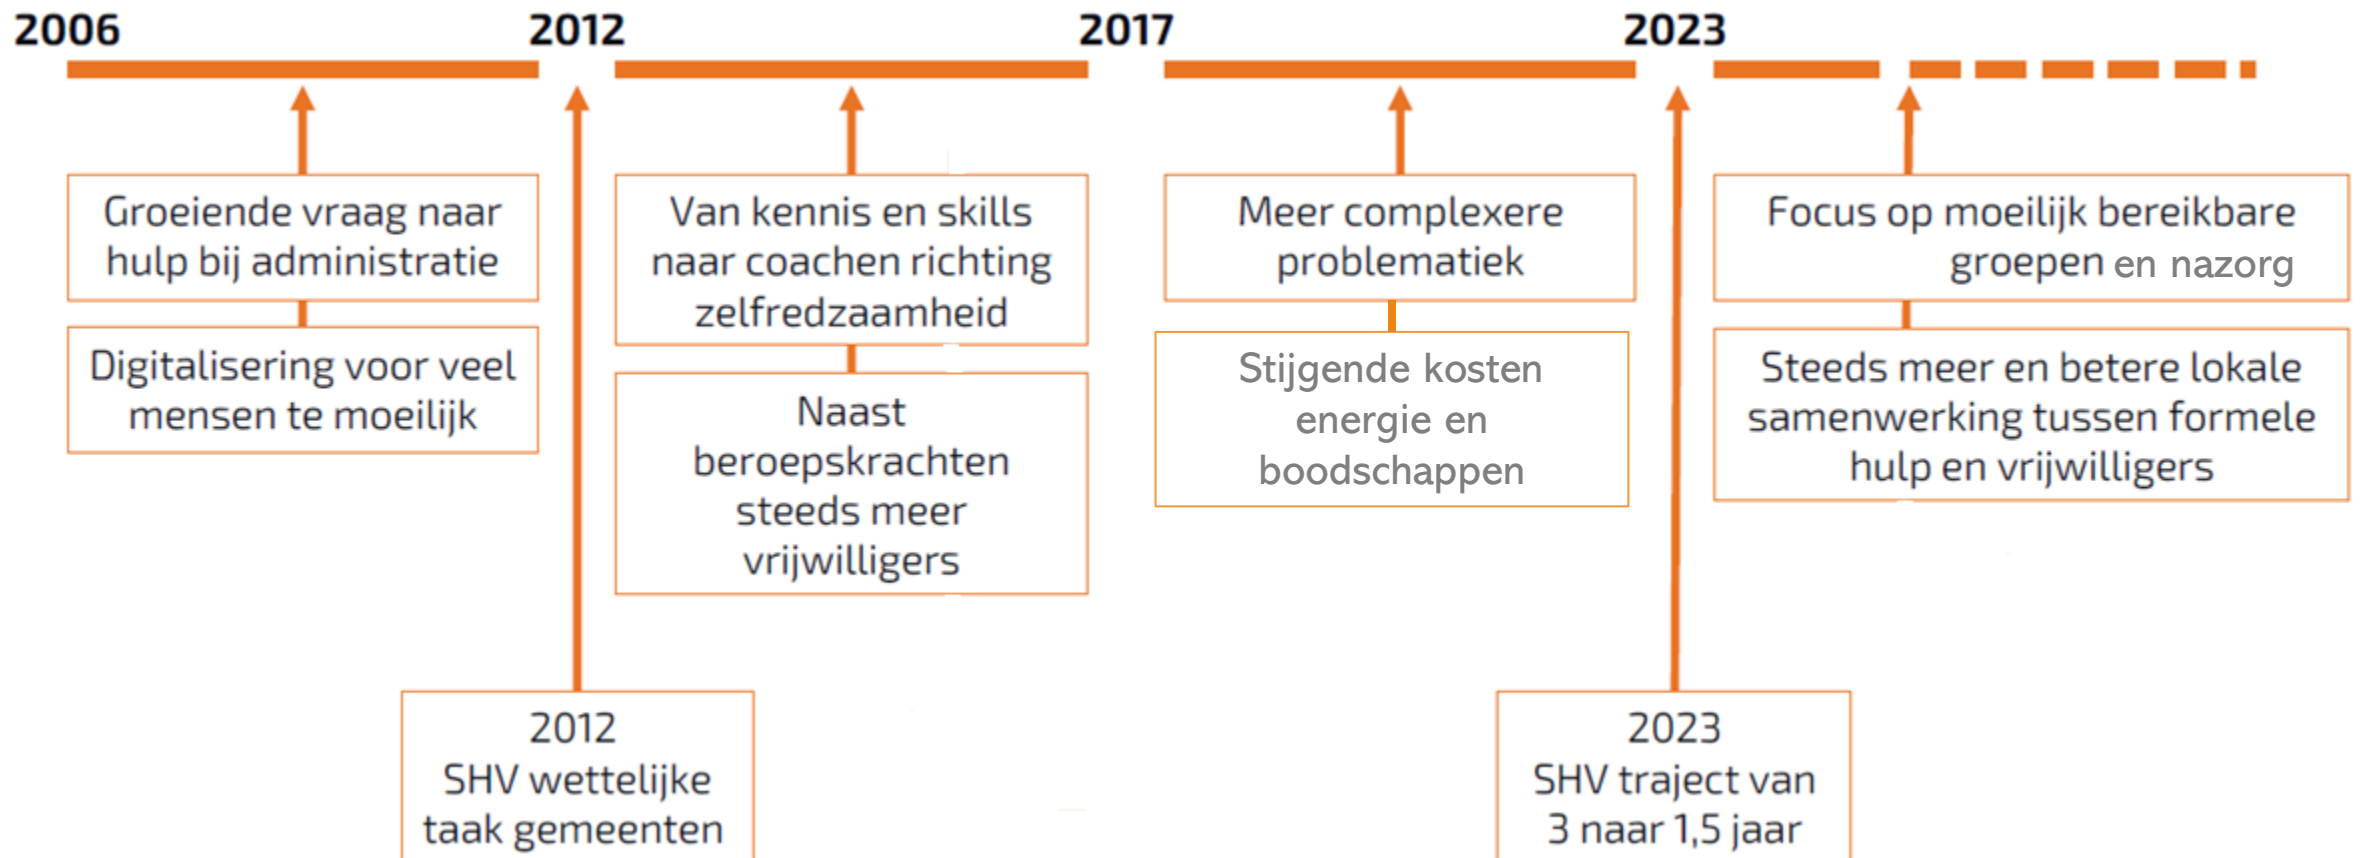 2006
2012
2017
2023
Groeiende vraag naar
hulp bij administratie
Digitalisering voor veel
mensen te moeilijk
Van kennis en skills
naar coachen richting
zelfredzaamheid
Naast
beroepskrachten
steeds meer
vrijwilligers
Meer complexere
problematiek
Stijgende kosten
energie en
boodschappen
Focus op moeilijk bereikbare
groepen en nazorg
Steeds meer en betere lokale
samenwerking tussen formele
hulp en vrijwilligers
2012
SHV wettelijke
taak gemeenten
2023
SHV traject van
3 naar 1,5 jaar